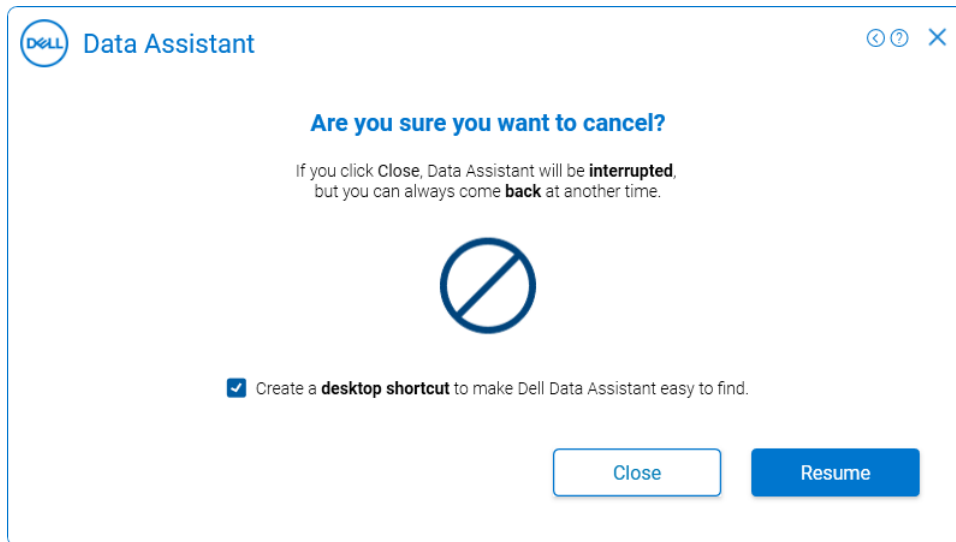 DELL Data Assistant
Are you sure you want to cancel?
If you click Close, Data Assistant will be interrupted,
but you can always come back at another time.
Create a desktop shortcut to make Dell Data Assistant easy to find.
Close Resume